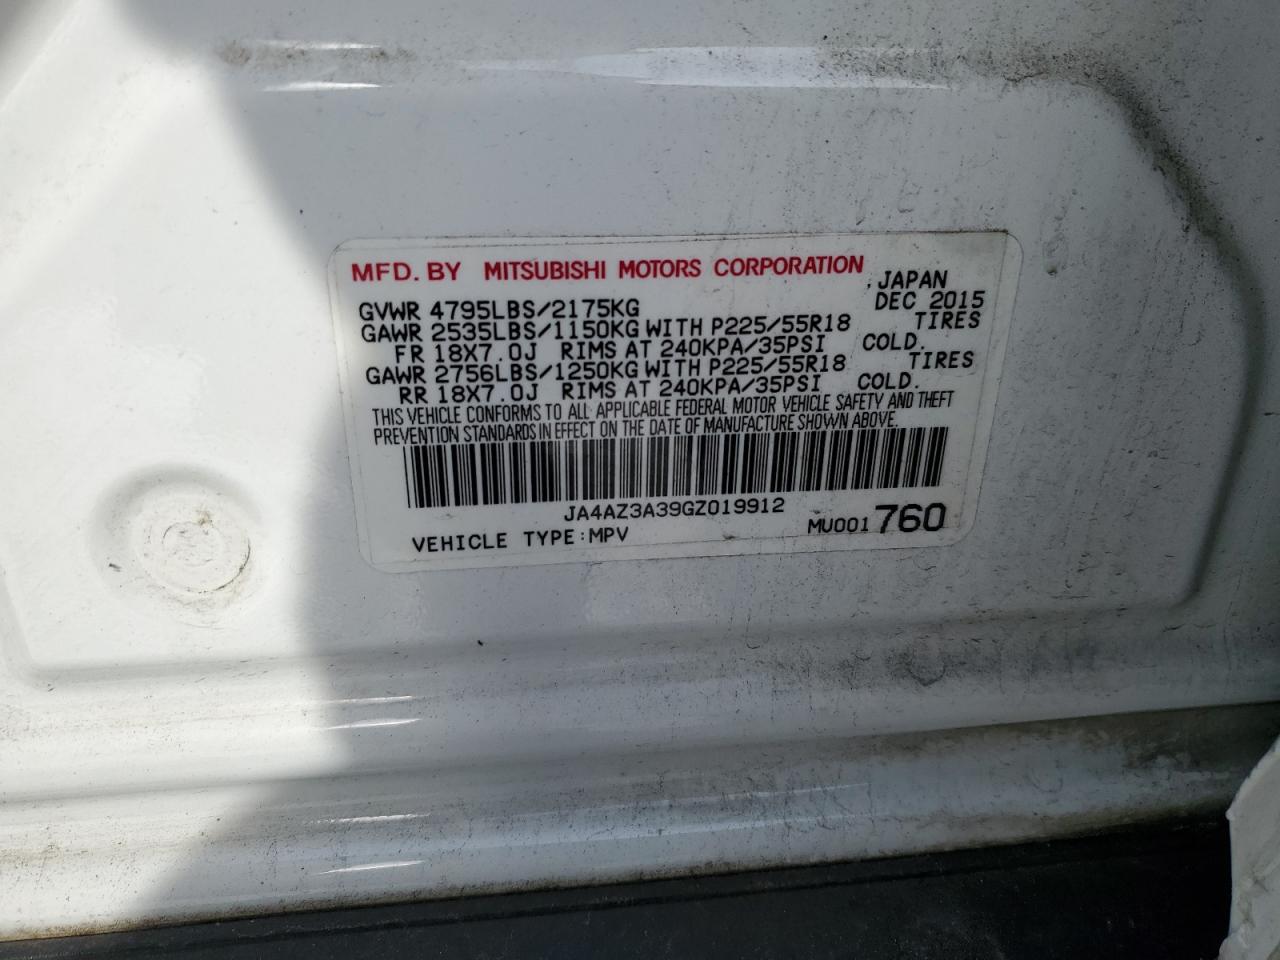 MFD. BY MITSUBISHI MOTORS CORPORATION , JAPAN
GVWR 4795LBS/2175KG DEC 2015
GAWR 2535LBS/1150KG WITH P225/55R18 TIRES
FR 18X7.0J RIMS AT 240KPA/35PSI COLD.
GAWR 2756LBS/1250KG WITH P225/55R18 TIRES
RR 18X7.0J RIMS AT 240KPA/35PSI COLD.
THIS VEHICLE CONFORMS TO ALL APPLICABLE FEDERAL MOTOR VEHICLE SAFETY AND THEFT
PREVENTION STANDARDS IN EFFECT ON THE DATE OF MANUFACTURE SHOWN ABOVE.
JA4AZ3A39GZ019912
VEHICLE TYPE:MPV MU001760